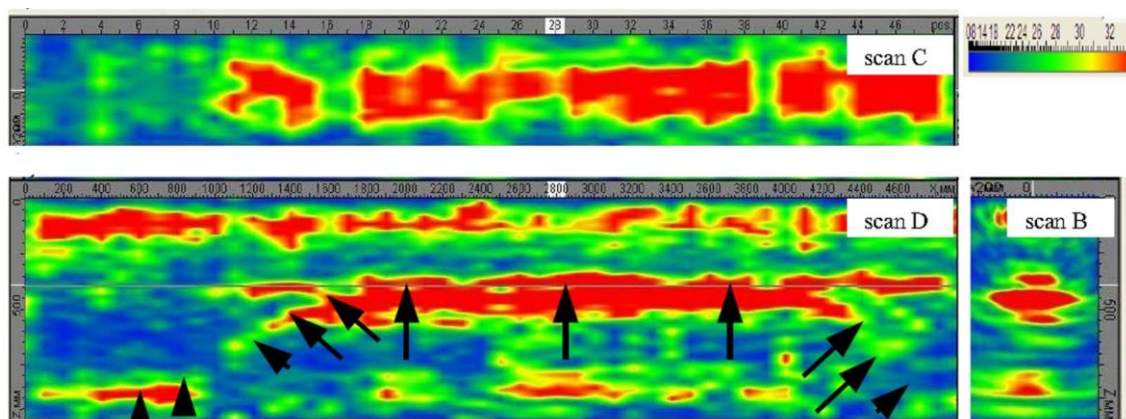 0 2 4 6 8 10 12 14 16 18 20 22 24 26 28 30 32 34 36 38 40 42 44 46 pos.
08 14 18 22 24 26 28 30 32
scan C
0
0 200 400 600 800 1000 1200 1400 1600 1800 2000 2200 2400 2600 2800 3000 3200 3400 3600 3800 4000 4200 4400 4600 X,мм
0
scan D
scan B
500
500
Z,мм
Z,мм